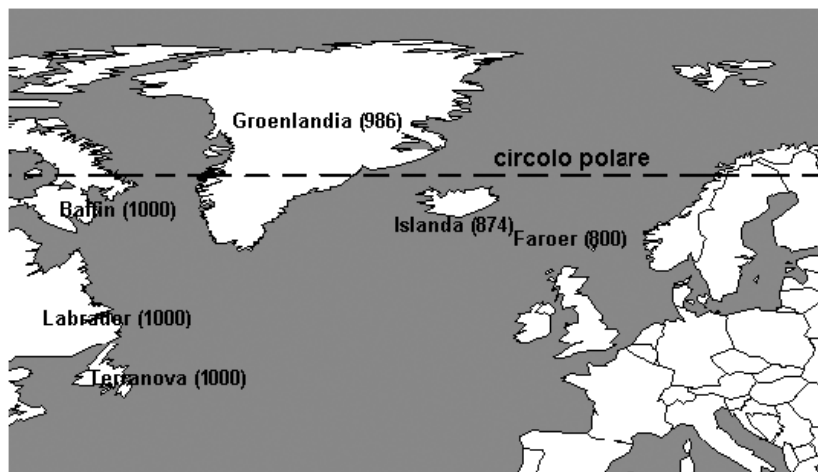 Groenlandia (986)
circolo polare
Baffin (1000)
Islanda (874)
Faroer (800)
Labrador (1000)
Terranova (1000)